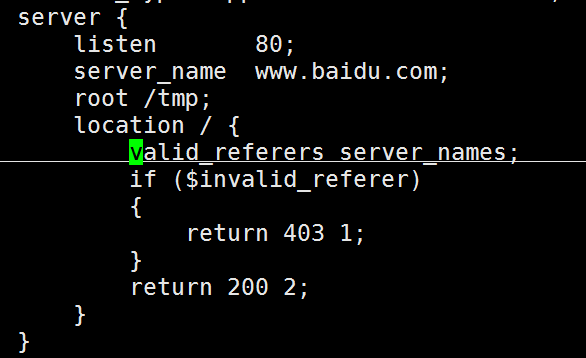 server {
    listen       80;
    server_name  www.baidu.com;
    root /tmp;
    location / {
        valid_referers server_names;
        if ($invalid_referer)
        {
            return 403 1;
        }
        return 200 2;
    }
}